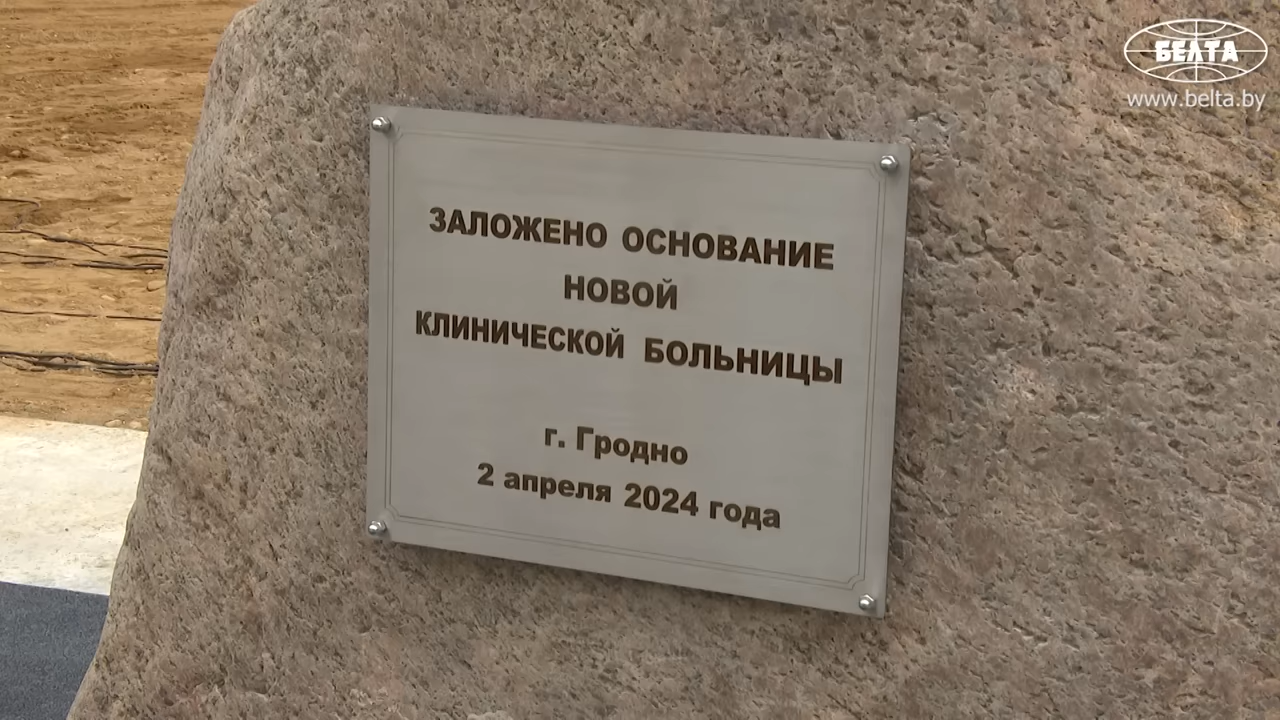 БЕЛТА
www.belta.by
ЗАЛОЖЕНО ОСНОВАНИЕ
НОВОЙ
КЛИНИЧЕСКОЙ БОЛЬНИЦЫ
г. Гродно
2 апреля 2024 года